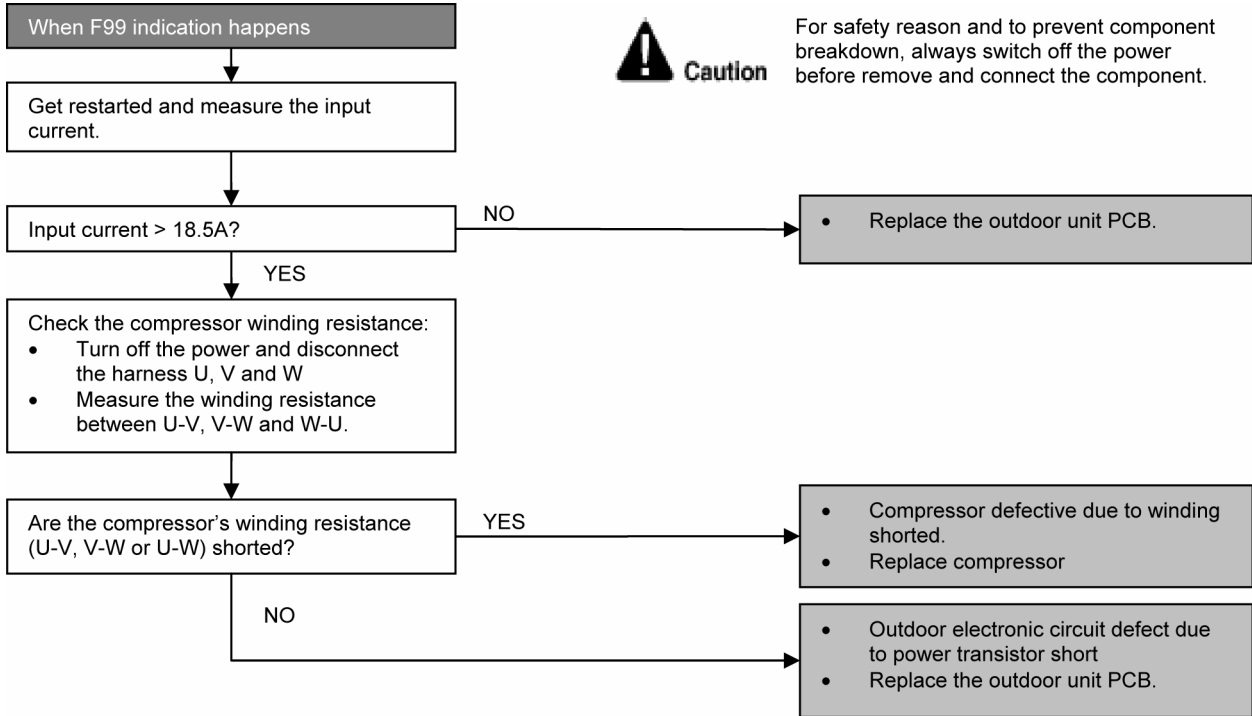 When F99 indication happens
Caution
For safety reason and to prevent component
breakdown, always switch off the power
before remove and connect the component.
Get restarted and measure the input
current.
Input current > 18.5A?
NO
• Replace the outdoor unit PCB.
YES
Check the compressor winding resistance:
• Turn off the power and disconnect
the harness U, V and W
• Measure the winding resistance
between U-V, V-W and W-U.
Are the compressor’s winding resistance
(U-V, V-W or U-W) shorted?
YES
• Compressor defective due to winding
shorted.
• Replace compressor
NO
• Outdoor electronic circuit defect due
to power transistor short
• Replace the outdoor unit PCB.